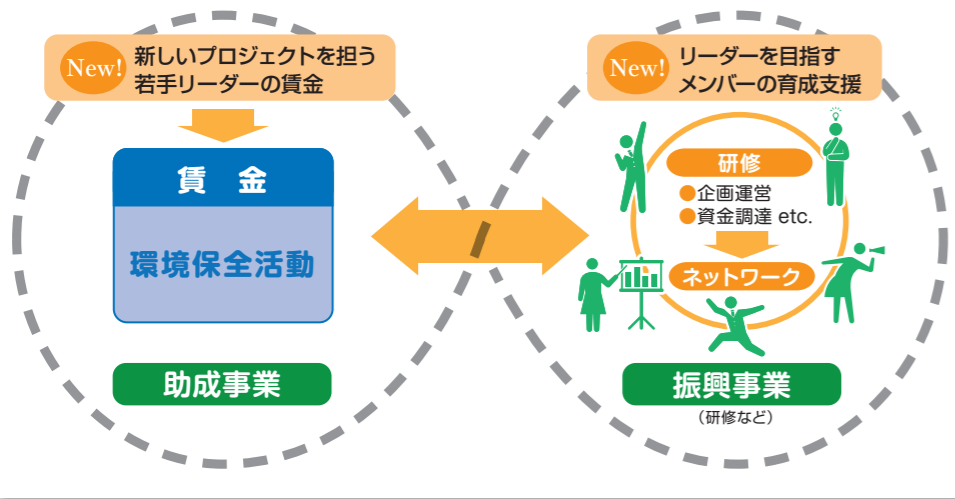 New!
新しいプロジェクトを担う
若手リーダーの賃金
賃 金
環境保全活動
助成事業
New!
リーダーを目指す
メンバーの育成支援
研修
●企画運営
●資金調達 etc.
ネットワーク
振興事業
（研修など）